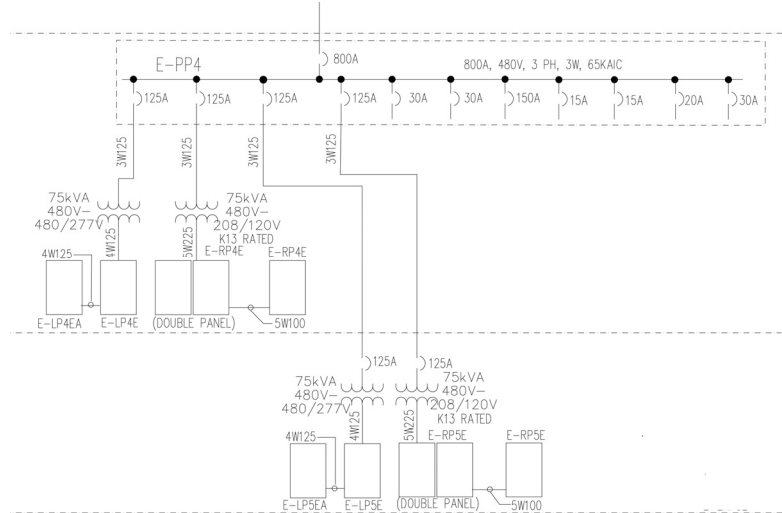 800A
E-PP4
800A, 480V, 3 PH, 3W, 65KAIC
125A
125A
125A
125A
30A
30A
150A
15A
15A
20A
30A
3W125
3W125
3W125
3W125
75kVA
480V-
480/277V
75kVA
480V-
208/120V
K13 RATED
4W125
5W225
4W125
E-RP4E
E-RP4E
E-LP4EA
E-LP4E
(DOUBLE PANEL)
5W100
125A
125A
75kVA
480V-
480/277V
75kVA
480V-
208/120V
K13 RATED
4W125
5W225
4W125
E-RP5E
E-RP5E
E-LP5EA
E-LP5E
(DOUBLE PANEL)
5W100